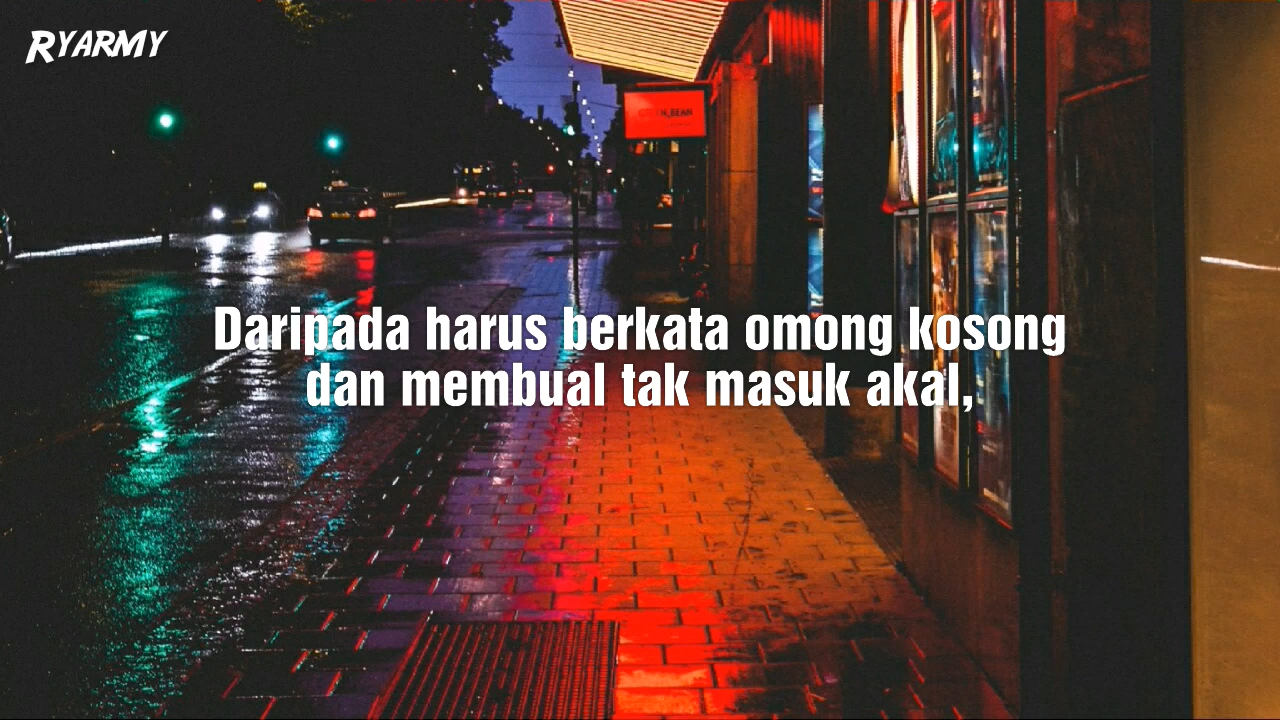 RYARMY
Daripada harus berkata omong kosong
dan membual tak masuk akal,